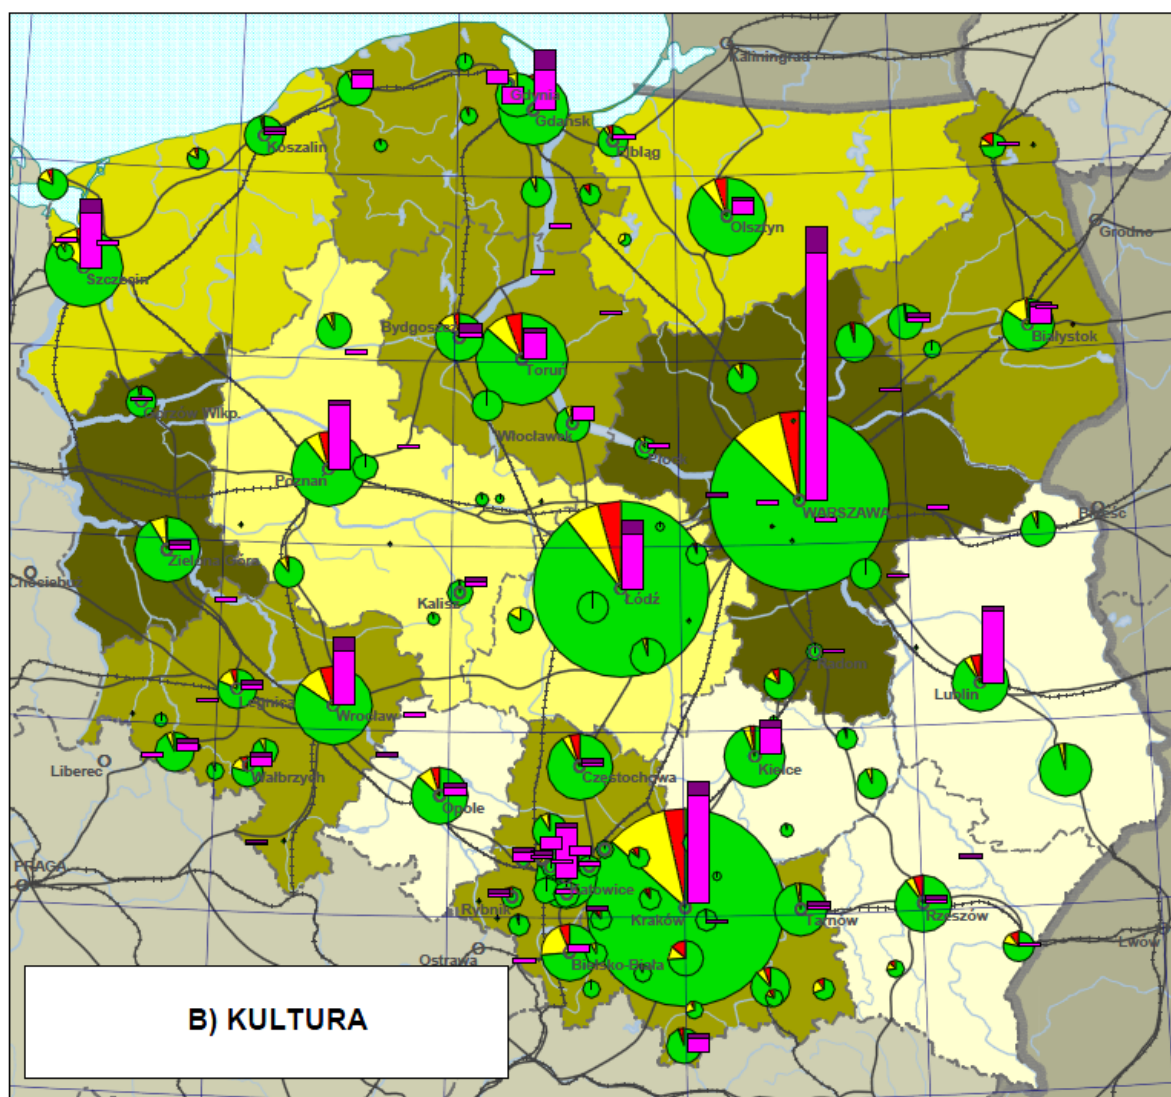 Kaliningrad
Gdynia
Gdańsk
Koszalin
Elbląg
Olsztyn
Grodno
Szczecin
Bydgoszcz
Białystok
Toruń
Gorzów Wlkp.
Włocławek
Płock
Poznań
WARSZAWA
Brześć
Zielona Góra
Chociebuż
Łódź
Kalisz
Radom
Lublin
Legnica
Wrocław
Liberec
Wałbrzych
Częstochowa
Kielce
Opole
PRAGA
Katowice
Rybnik
Kraków
Tarnów
Rzeszów
Lwów
Ostrawa
Bielsko-Biała
B) KULTURA